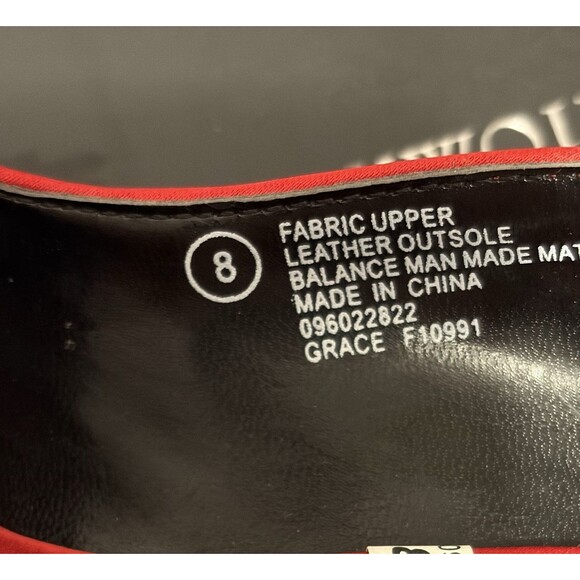 8
FABRIC UPPER
LEATHER OUTSOLE
BALANCE MAN MADE MAT
MADE IN CHINA
096022822
GRACE F10991